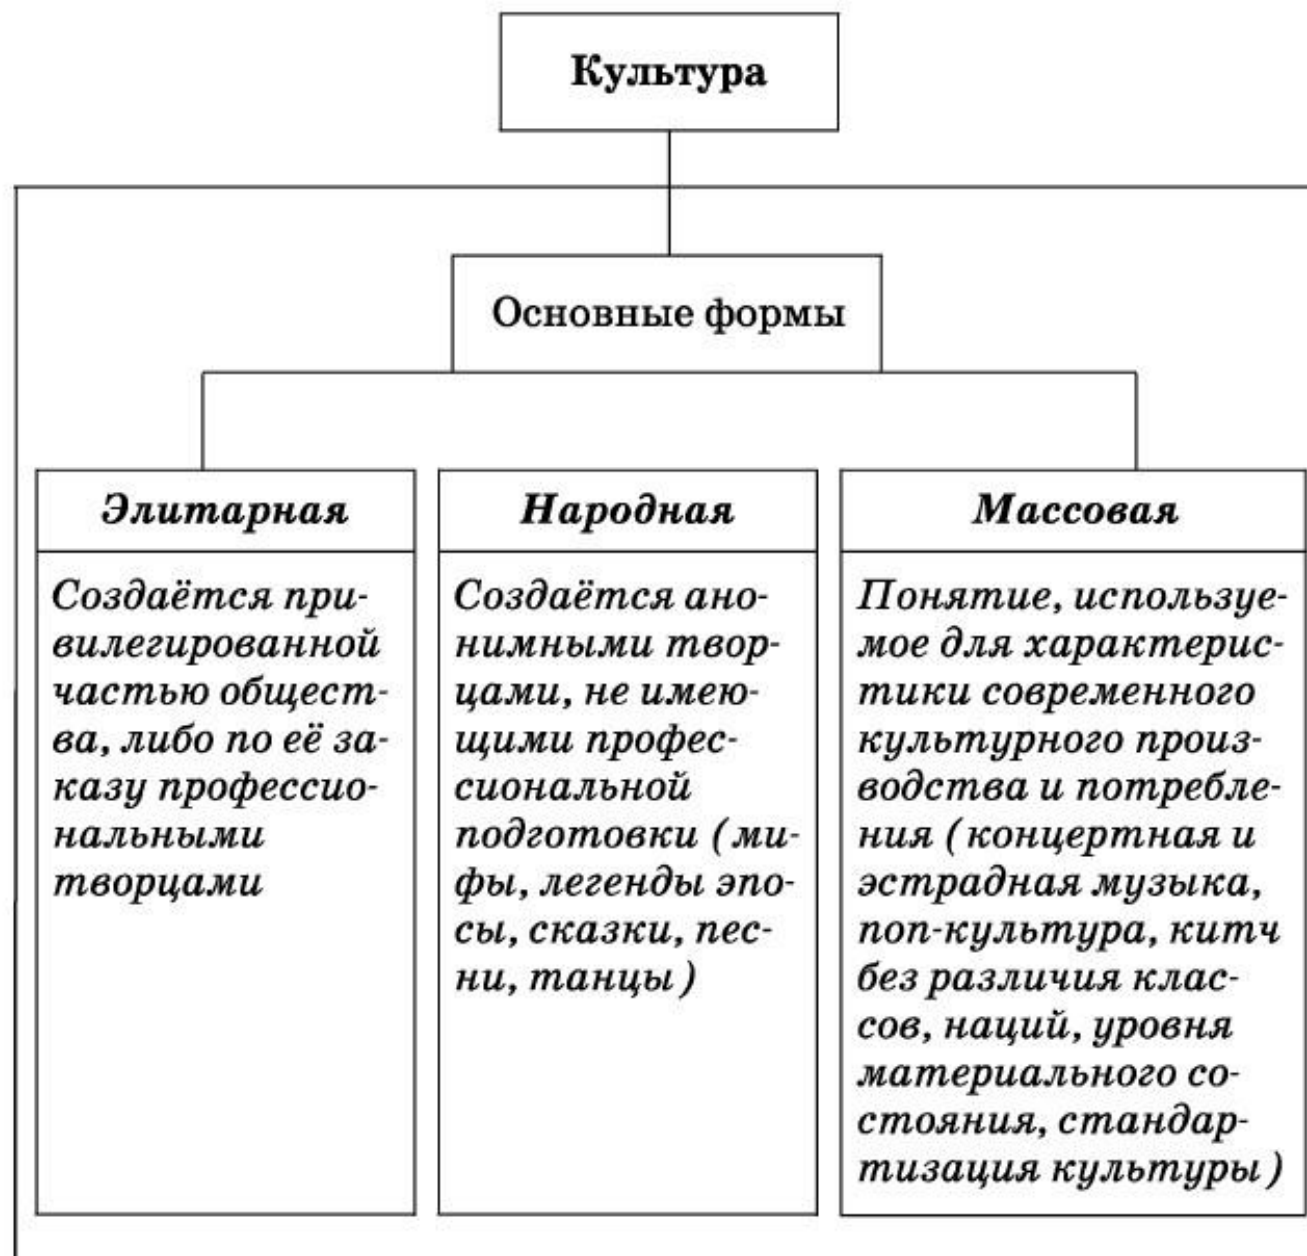 Культура
Основные формы
Элитарная
Создаётся при-
вилегированной
частью общест-
ва, либо по её за-
казу профессио-
нальными
творцами
Народная
Создаётся ано-
нимными твор-
цами, не имею-
щими профес-
сиональной
подготовки (ми-
фы, легенды эпо-
сы, сказки, пес-
ни, танцы)
Массовая
Понятие, используе-
мое для характерис-
тики современного
культурного произ-
водства и потребле-
ния (концертная и
эстрадная музыка,
поп-культура, китч
без различия клас-
сов, наций, уровня
материального со-
стояния, стандар-
тизация культуры)